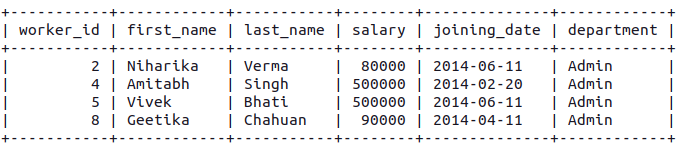 +-----------+------------+-----------+--------+--------------+------------+
| worker_id | first_name | last_name | salary | joining_date | department |
+-----------+------------+-----------+--------+--------------+------------+
|         2 | Niharika   | Verma     |  80000 | 2014-06-11   | Admin      |
|         4 | Amitabh    | Singh     | 500000 | 2014-02-20   | Admin      |
|         5 | Vivek      | Bhati     | 500000 | 2014-06-11   | Admin      |
|         8 | Geetika    | Chahuan   |  90000 | 2014-04-11   | Admin      |
+-----------+------------+-----------+--------+--------------+------------+